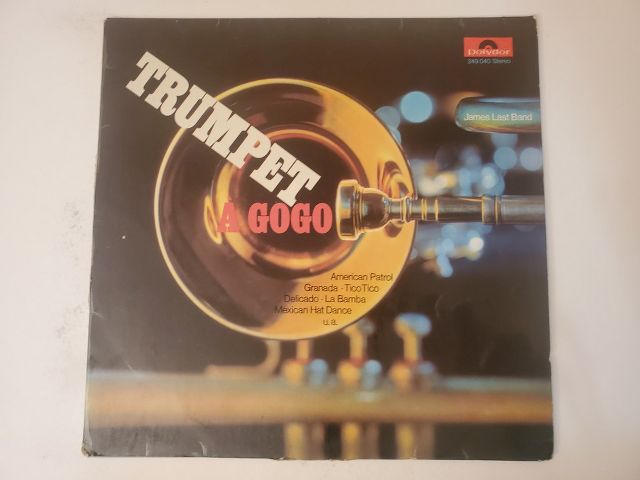 Polydor
249 040 Stereo
TRUMPET
A GOGO
James Last Band
American Patrol
Granada · Tico Tico
Delicado · La Bamba
Mexican Hat Dance
u. a.